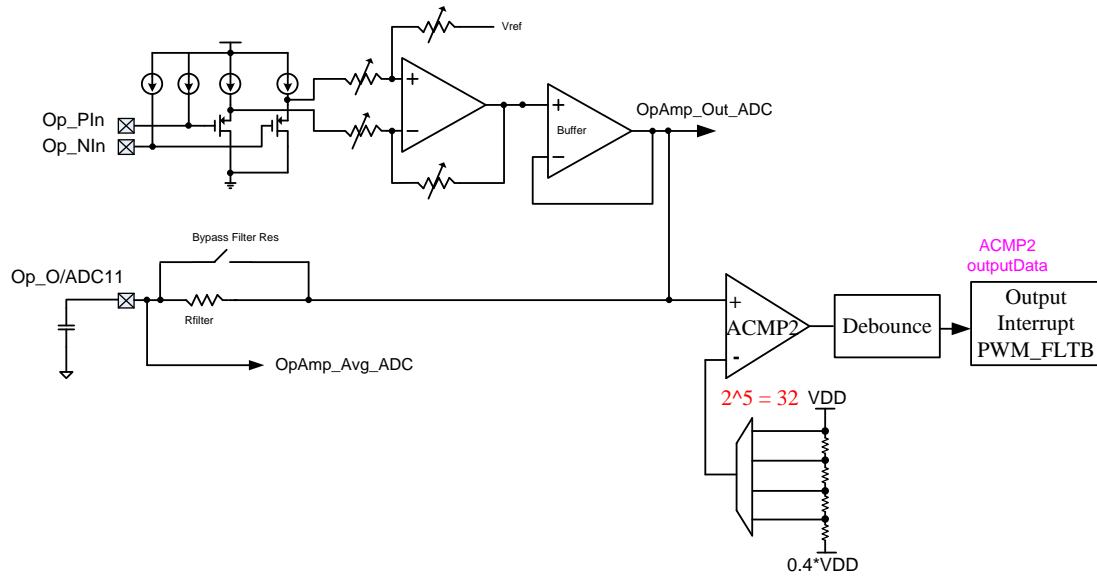 Vref
Op_PIn
Op_NIn
+
−
+
Buffer
−
OpAmp_Out_ADC
Bypass Filter Res
Op_O/ADC11
Rfilter
OpAmp_Avg_ADC
+
ACMP2
-
Debounce
ACMP2
outputData
Output
Interrupt
PWM_FLTB
2^5 = 32
VDD
0.4*VDD